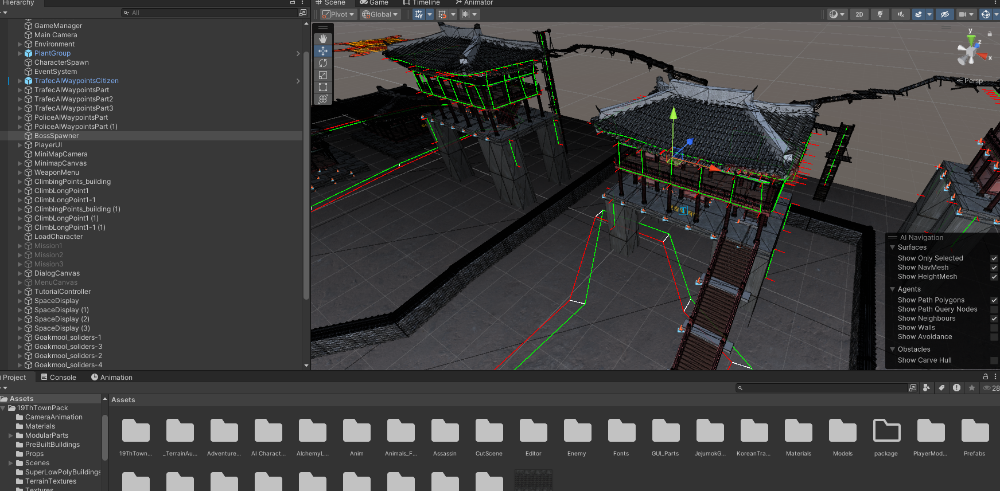 Hierarchy
All
GameManager
Main Camera
Environment
PlantGroup
CharacterSpawn
EventSystem
TrafecAIWaypointsCitizen
TrafecAIWaypointsPart
TrafecAIWaypointsPart2
TrafecAIWaypointsPart3
PoliceAIWaypointsPart
PoliceAIWaypointsPart (1)
BossSpawner
PlayerUI
MiniMapCamera
MinimapCanvas
WeaponMenu
ClimbingPoints_building
ClimbLongPoint1
ClimbLongPoint1-1
ClimbingPoints_building (1)
ClimbLongPoint1 (1)
ClimbLongPoint1-1 (1)
LoadCharacter
Mission1
Mission2
Mission3
DialogCanvas
MenuCanvas
TutorialController
SpaceDisplay
SpaceDisplay (1)
SpaceDisplay (2)
SpaceDisplay (3)
Goakmool_soliders-1
Goakmool_soliders-3
Goakmool_soliders-2
Goakmool_soliders-4
Scene Game Timeline Animator
Pivot Global 2D
y
z
x
Persp
AI Navigation
Surfaces
Show Only Selected
Show NavMesh
Show HeightMesh
Agents
Show Path Polygons
Show Path Query Nodes
Show Neighbours
Show Walls
Show Avoidance
Obstacles
Show Carve Hull
Project Console Animation
28
Assets
19ThTownPack
CameraAnimation
Materials
ModularParts
PreBuiltBuildings
Props
Scenes
SuperLowPolyBuildings
TerrainTextures
Textures
Assets
19ThTown... _TerrainAu... Adventure... AI Charact... AlchemyL... Anim Animals_F... Assassin CutScene Editor Enemy Fonts GUI_Parts JejumokG... KoreanTra... Materials Models package PlayerMod... Prefabs